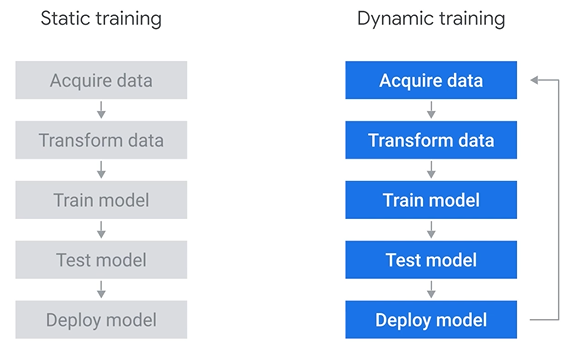 Static training
Acquire data
Transform data
Train model
Test model
Deploy model
Dynamic training
Acquire data
Transform data
Train model
Test model
Deploy model